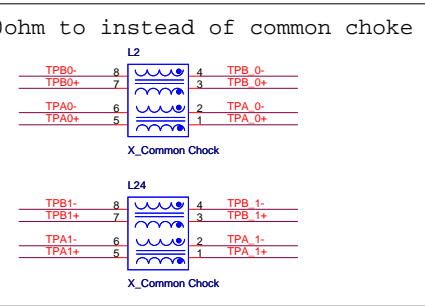 0ohm to instead of common choke
L2
TPB0- 8 4 TPB_0-
TPB0+ 7 3 TPB_0+
TPA0- 6 2 TPA_0-
TPA0+ 5 1 TPA_0+
X_Common Chock
L24
TPB1- 8 4 TPB_1-
TPB1+ 7 3 TPB_1+
TPA1- 6 2 TPA_1-
TPA1+ 5 1 TPA_1+
X_Common Chock